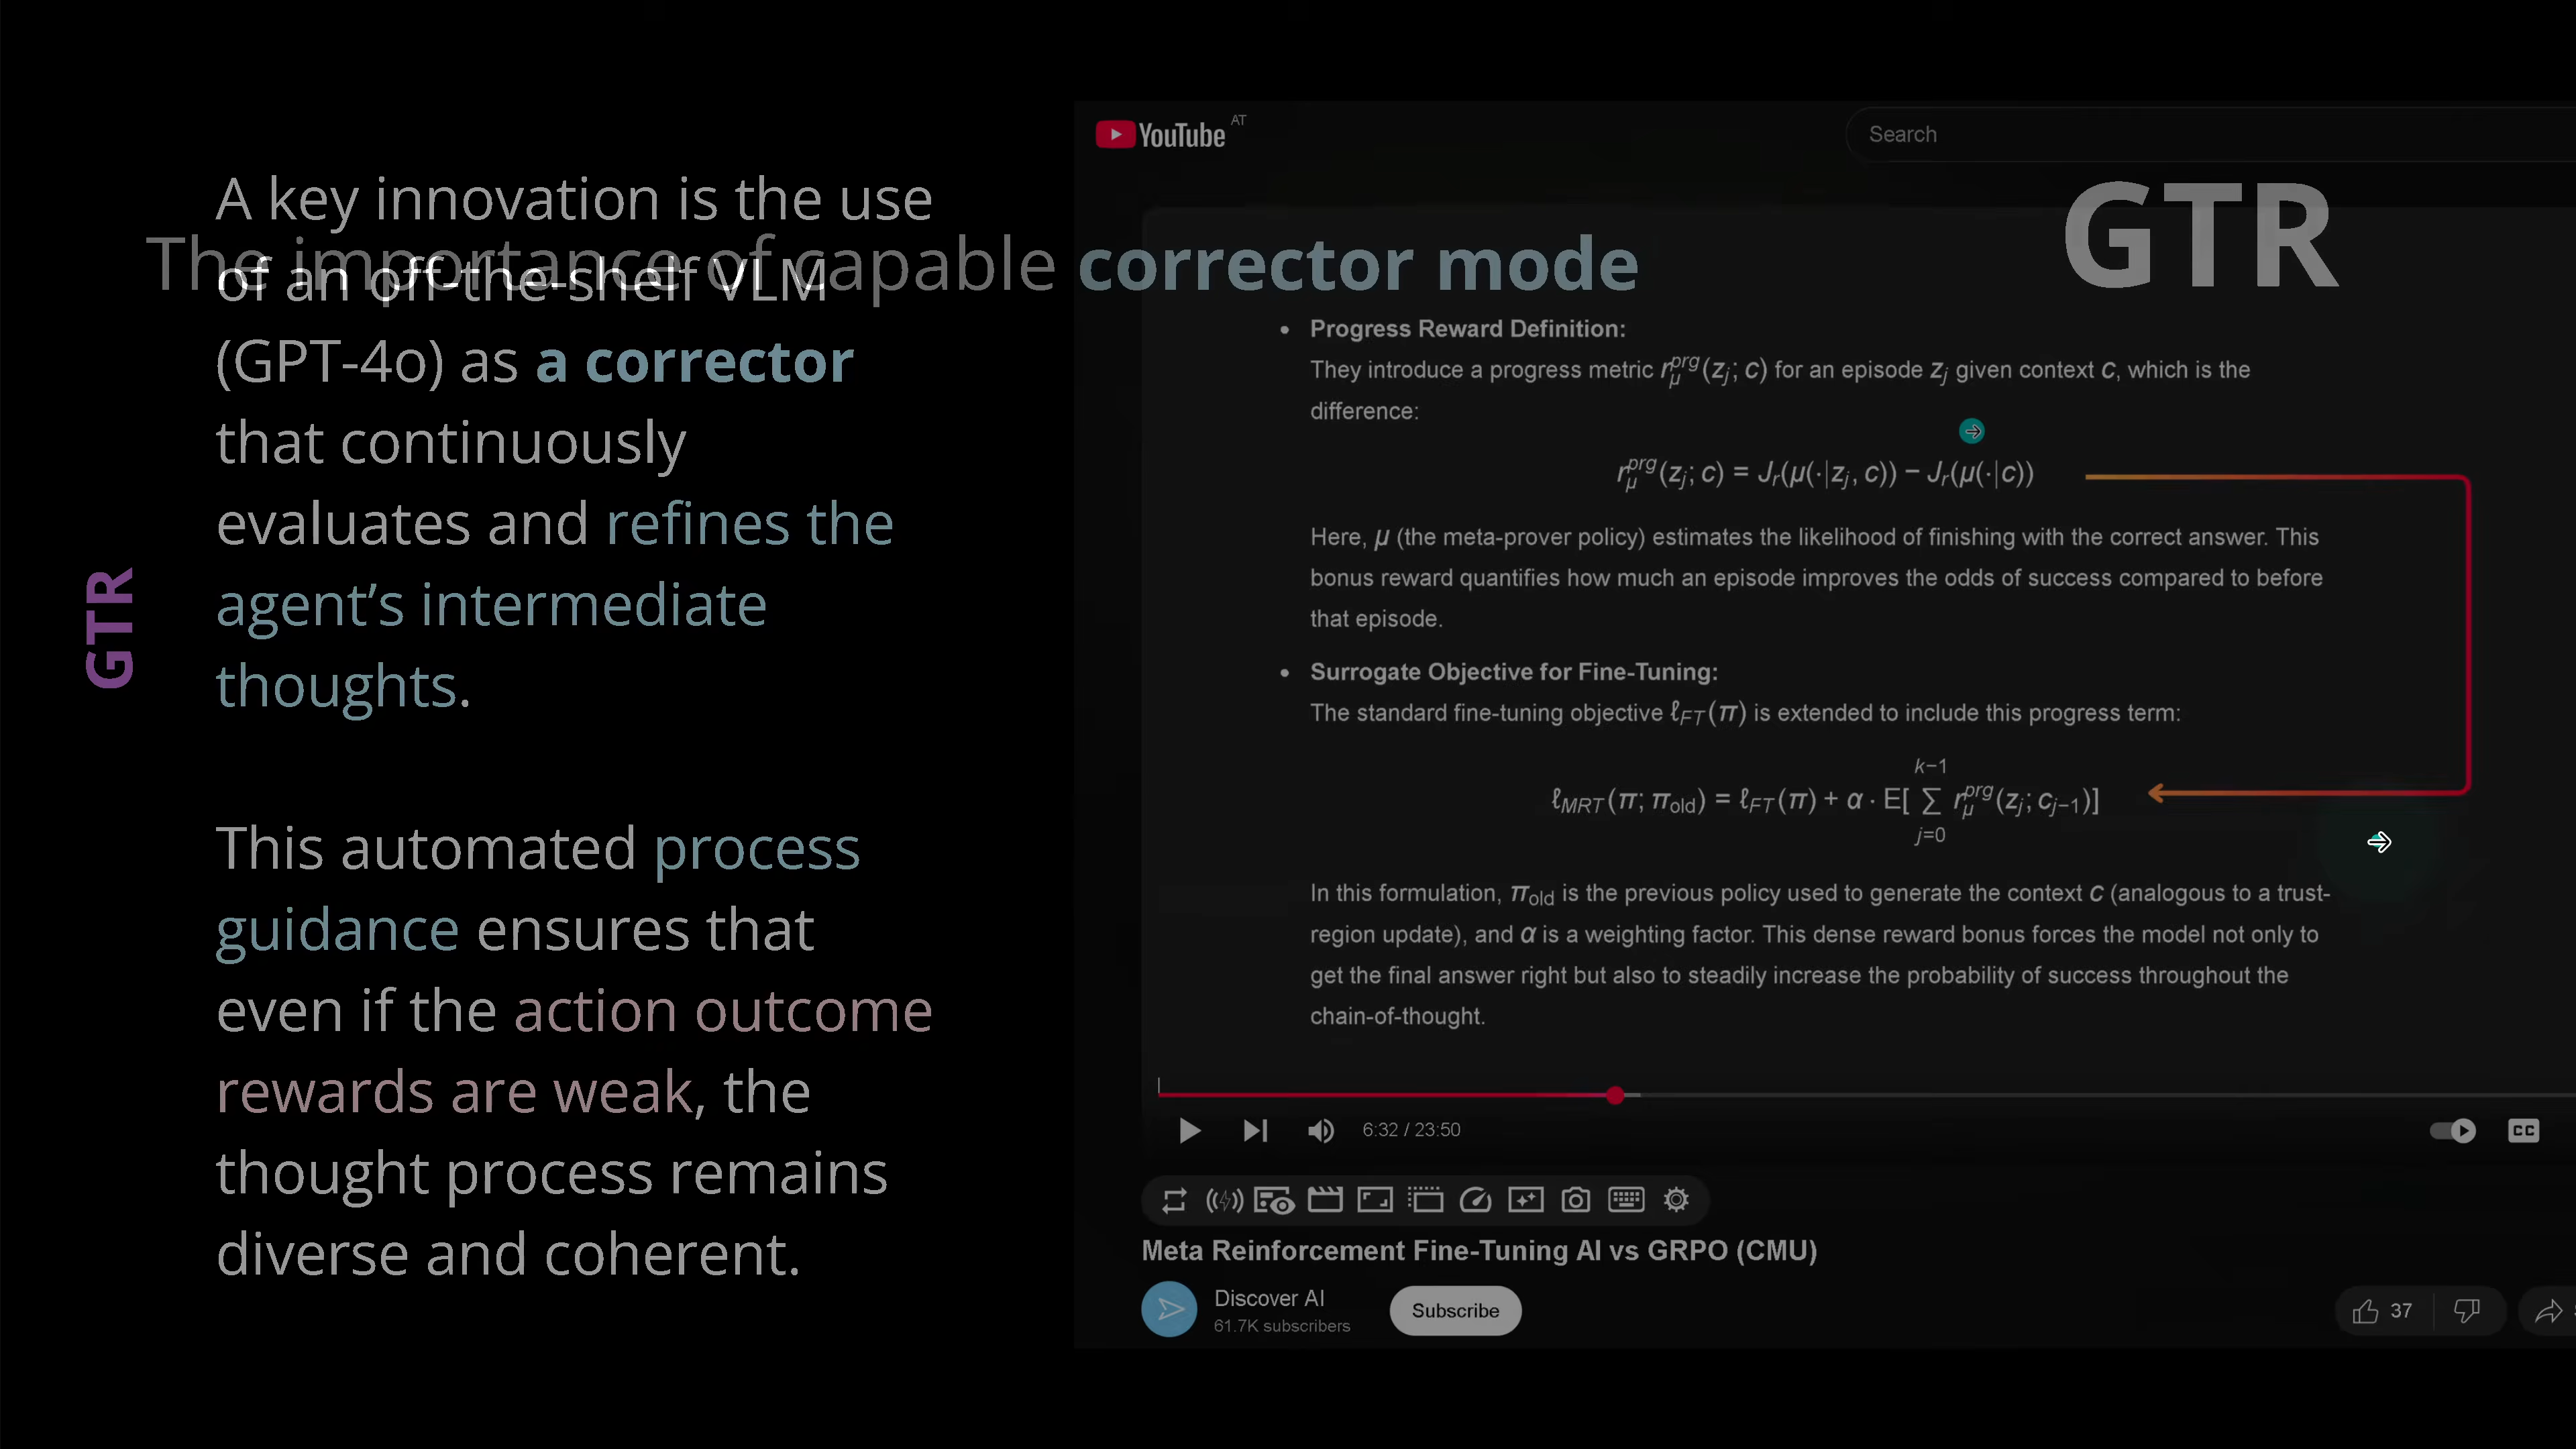 A key innovation is the use
of an off-the-shelf VLM
(GPT-4o) as a corrector
that continuously
evaluates and refines the
agent’s intermediate
thoughts.
This automated process
guidance ensures that
even if the action outcome
rewards are weak, the
thought process remains
diverse and coherent.
GTR
The importance of capable corrector mode
GTR
YouTube AT
Search
• Progress Reward Definition:
They introduce a progress metric r_μ^prg(z_j; c) for an episode z_j given context c, which is the
difference:
r_μ^prg(z_j; c) = J_r(μ(·|z_j, c)) − J_r(μ(·|c))
Here, μ (the meta-prover policy) estimates the likelihood of finishing with the correct answer. This
bonus reward quantifies how much an episode improves the odds of success compared to before
that episode.
• Surrogate Objective for Fine-Tuning:
The standard fine-tuning objective ℓ_FT(π) is extended to include this progress term:
ℓ_MRT(π; π_old) = ℓ_FT(π) + α · E[ ∑_{j=0}^{k−1} r_μ^prg(z_j; c_{j−1})]
In this formulation, π_old is the previous policy used to generate the context c (analogous to a trust-
region update), and α is a weighting factor. This dense reward bonus forces the model not only to
get the final answer right but also to steadily increase the probability of success throughout the
chain-of-thought.
6:32 / 23:50
CC
Meta Reinforcement Fine-Tuning AI vs GRPO (CMU)
Discover AI
61.7K subscribers
Subscribe
37